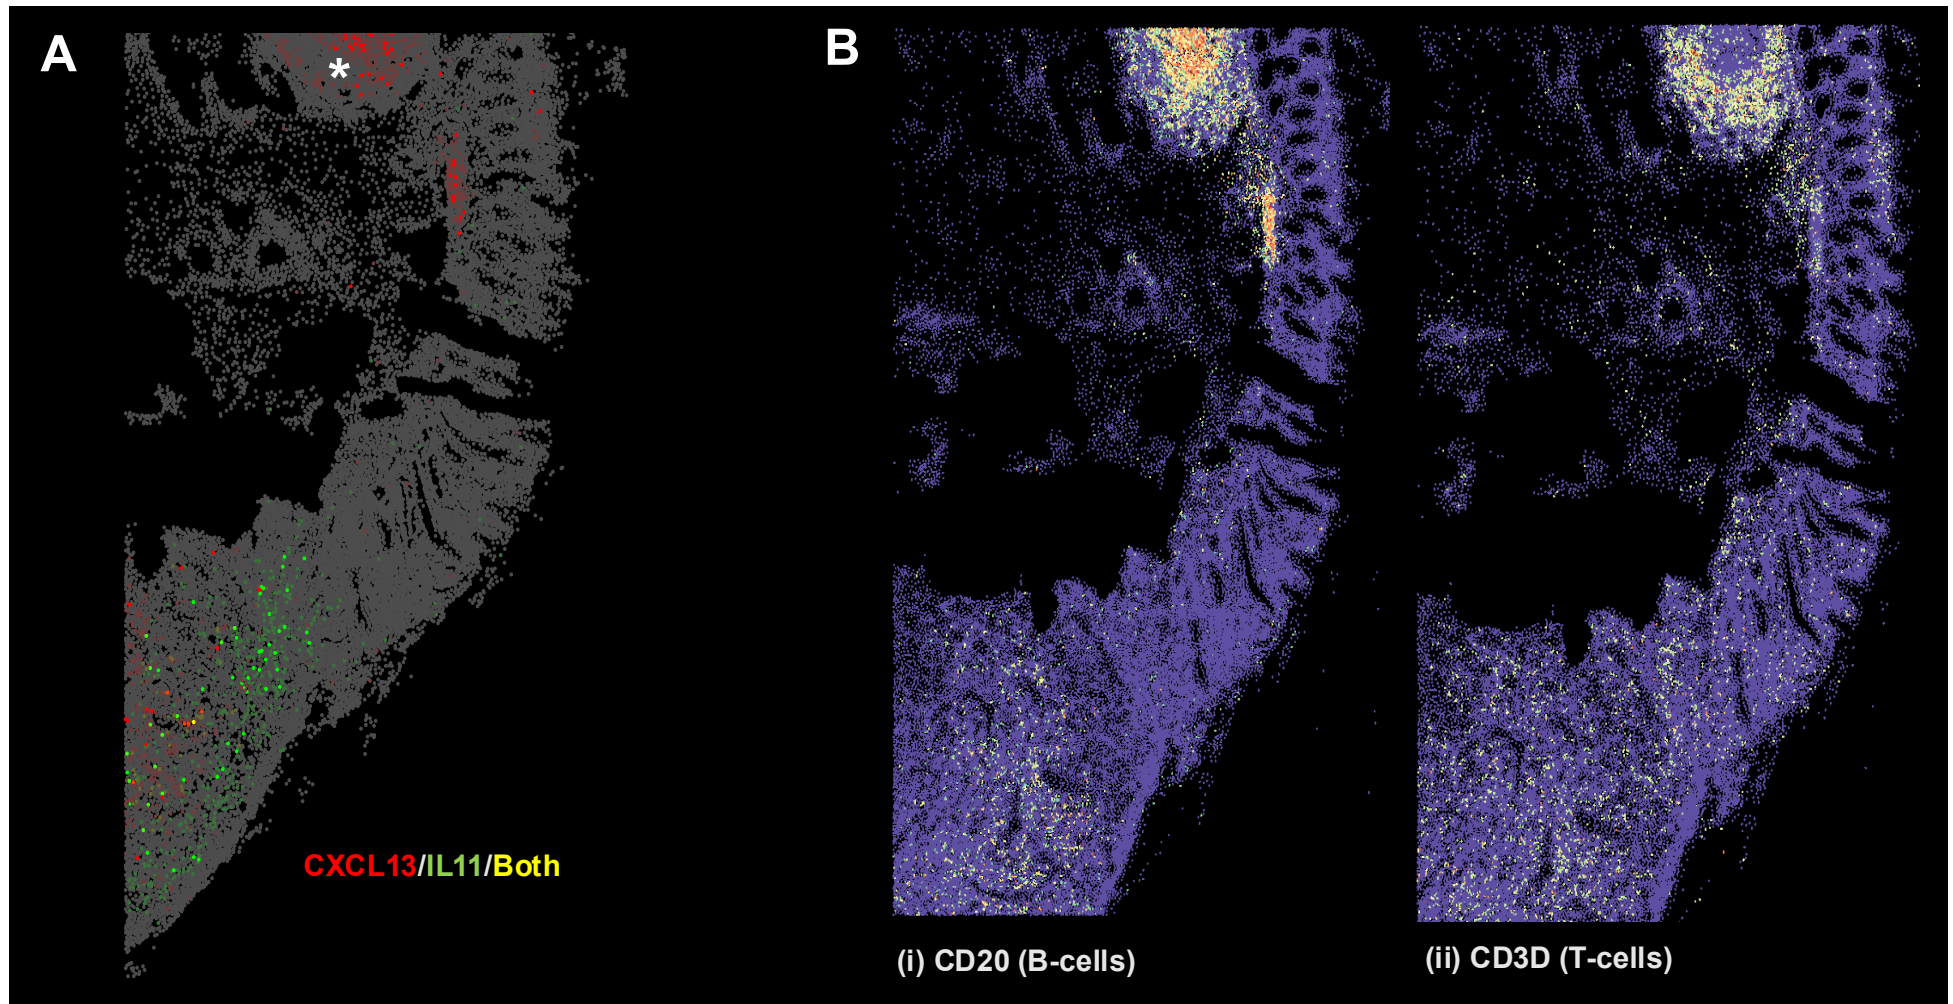 A
*
B
CXCL13/IL11/Both
(i) CD20 (B-cells)
(ii) CD3D (T-cells)